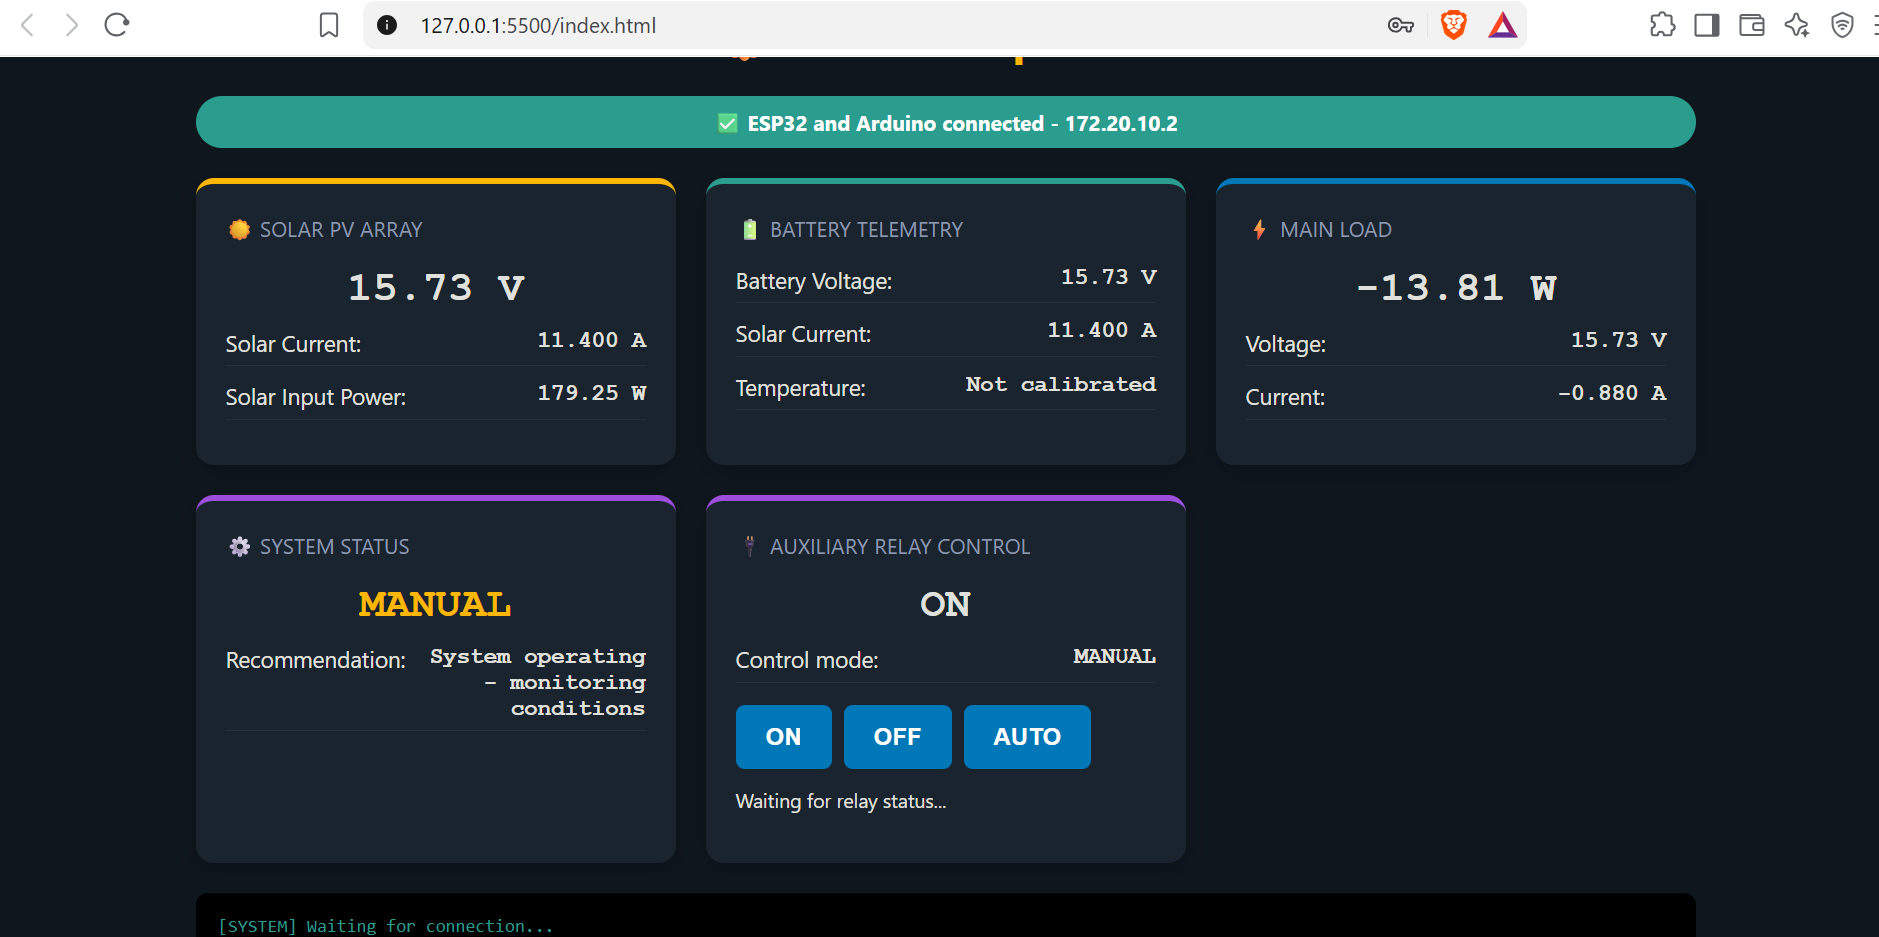 127.0.0.1:5500/index.html
✅ ESP32 and Arduino connected - 172.20.10.2
SOLAR PV ARRAY
15.73 V
Solar Current: 11.400 A
Solar Input Power: 179.25 W
BATTERY TELEMETRY
Battery Voltage: 15.73 V
Solar Current: 11.400 A
Temperature: Not calibrated
MAIN LOAD
-13.81 W
Voltage: 15.73 V
Current: -0.880 A
SYSTEM STATUS
MANUAL
Recommendation: System operating
- monitoring
conditions
AUXILIARY RELAY CONTROL
ON
Control mode: MANUAL
ON OFF AUTO
Waiting for relay status...
[SYSTEM] Waiting for connection...